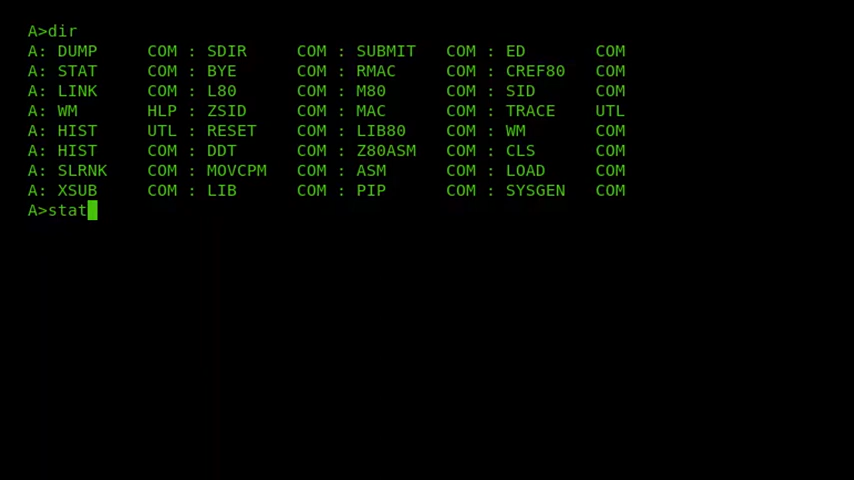 A>dir
A: DUMP     COM : SDIR     COM : SUBMIT   COM : ED       COM
A: STAT     COM : BYE      COM : RMAC     COM : CREF80   COM
A: LINK     COM : L80      COM : M80      COM : SID      COM
A: WM       HLP : ZSID     COM : MAC      COM : TRACE    UTL
A: HIST     UTL : RESET    COM : LIB80    COM : WM       COM
A: HIST     COM : DDT      COM : Z80ASM   COM : CLS      COM
A: SLRNK    COM : MOVCPM   COM : ASM      COM : LOAD     COM
A: XSUB     COM : LIB      COM : PIP      COM : SYSGEN   COM
A>stat